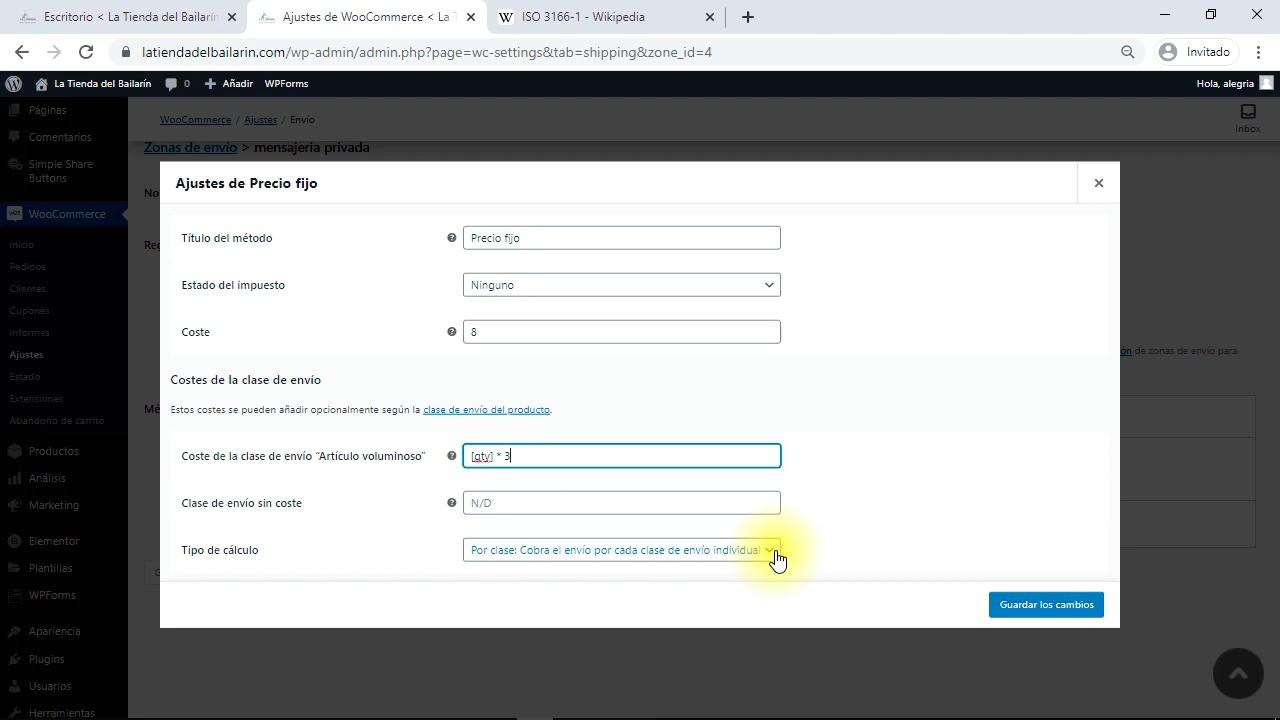 Escritorio < La Tienda del Bailarín
Ajustes de WooCommerce < La T
ISO 3166-1 - Wikipedia
latiendadelbailarin.com/wp-admin/admin.php?page=wc-settings&tab=shipping&zone_id=4
Invitado
La Tienda del Bailarín
0
Añadir
WPForms
Hola, alegria
Páginas
Comentarios
Simple Share
Buttons
WooCommerce
Inicio
Pedidos
Clientes
Cupones
Informes
Ajustes
Estado
Extensiones
Abandono de carrito
Productos
Análisis
Marketing
Elementor
Plantillas
WPForms
Apariencia
Plugins
Usuarios
Herramientas
WooCommerce / Ajustes / Envío
Inbox
Zonas de envío > mensajeria privada
No
Reg
ón de zonas de envío para
Mé
G
Ajustes de Precio fijo
Título del método
Precio fijo
Estado del impuesto
Ninguno
Coste
8
Costes de la clase de envío
Estos costes se pueden añadir opcionalmente según la clase de envío del producto.
Coste de la clase de envío “Artículo voluminoso”
[qty] * 3
Clase de envío sin coste
N/D
Tipo de cálculo
Por clase: Cobra el envío por cada clase de envío individual
Guardar los cambios